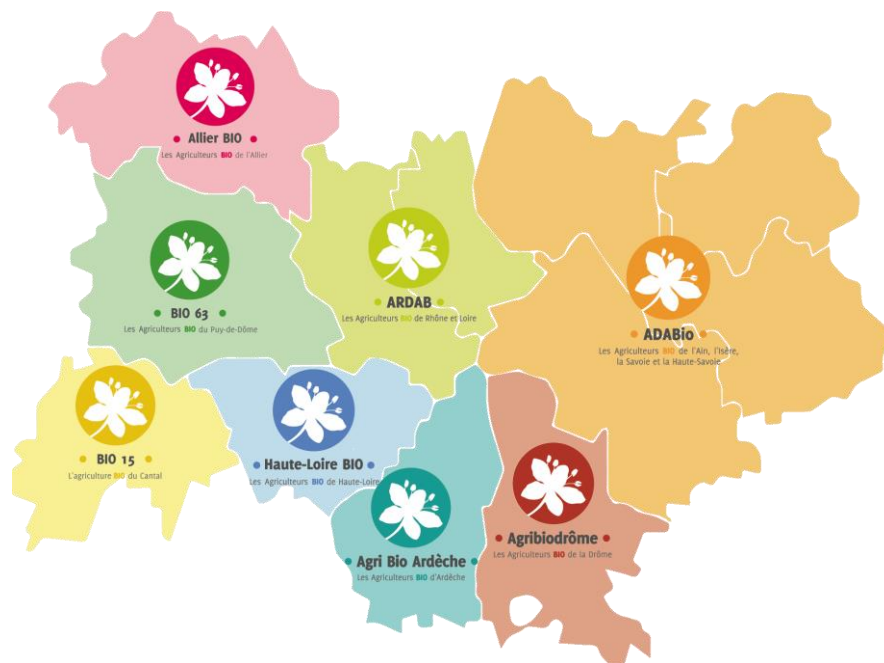 Allier BIO
Les Agriculteurs BIO de l'Allier
BIO 63
Les Agriculteurs BIO du Puy-de-Dôme
ARDAB
Les Agriculteurs BIO de Rhône et Loire
ADABio
Les Agriculteurs BIO de l'Ain, l'Isère,
la Savoie et la Haute-Savoie
BIO 15
L'agriculture BIO du Cantal
Haute-Loire BIO
Les Agriculteurs BIO de Haute-Loire
Agri Bio Ardèche
Les Agriculteurs BIO d'Ardèche
Agribiodrôme
Les Agriculteurs BIO de la Drôme